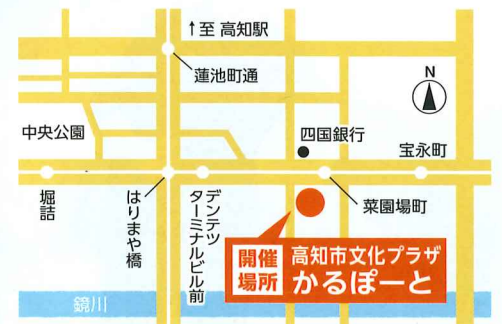 ↑至 高知駅
蓮池町通
N
中央公園
四国銀行
宝永町
堀詰
はりまや橋
デンテツ
ターミナルビル前
菜園場町
開催
場所
高知市文化プラザ
かるぽーと
鏡川